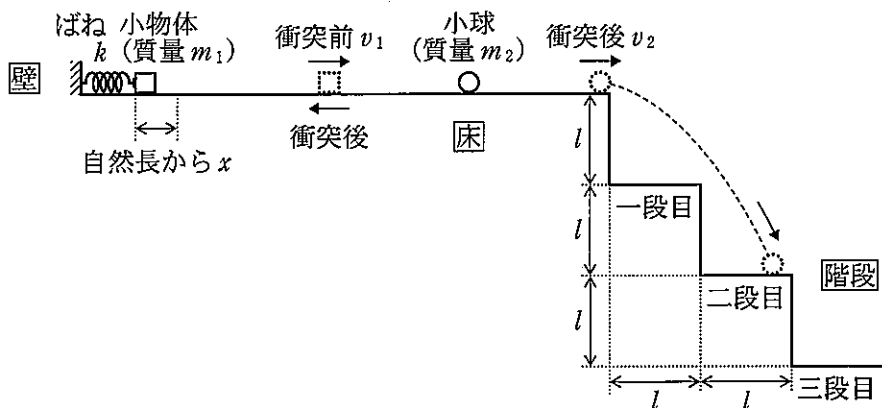 ばね 小物体
k (質量 m₁)
衝突前 v₁
小球
(質量 m₂)
衝突後 v₂
壁
衝突後
床
自然長から x
l
一段目
l
二段目
階段
l
三段目
l
l